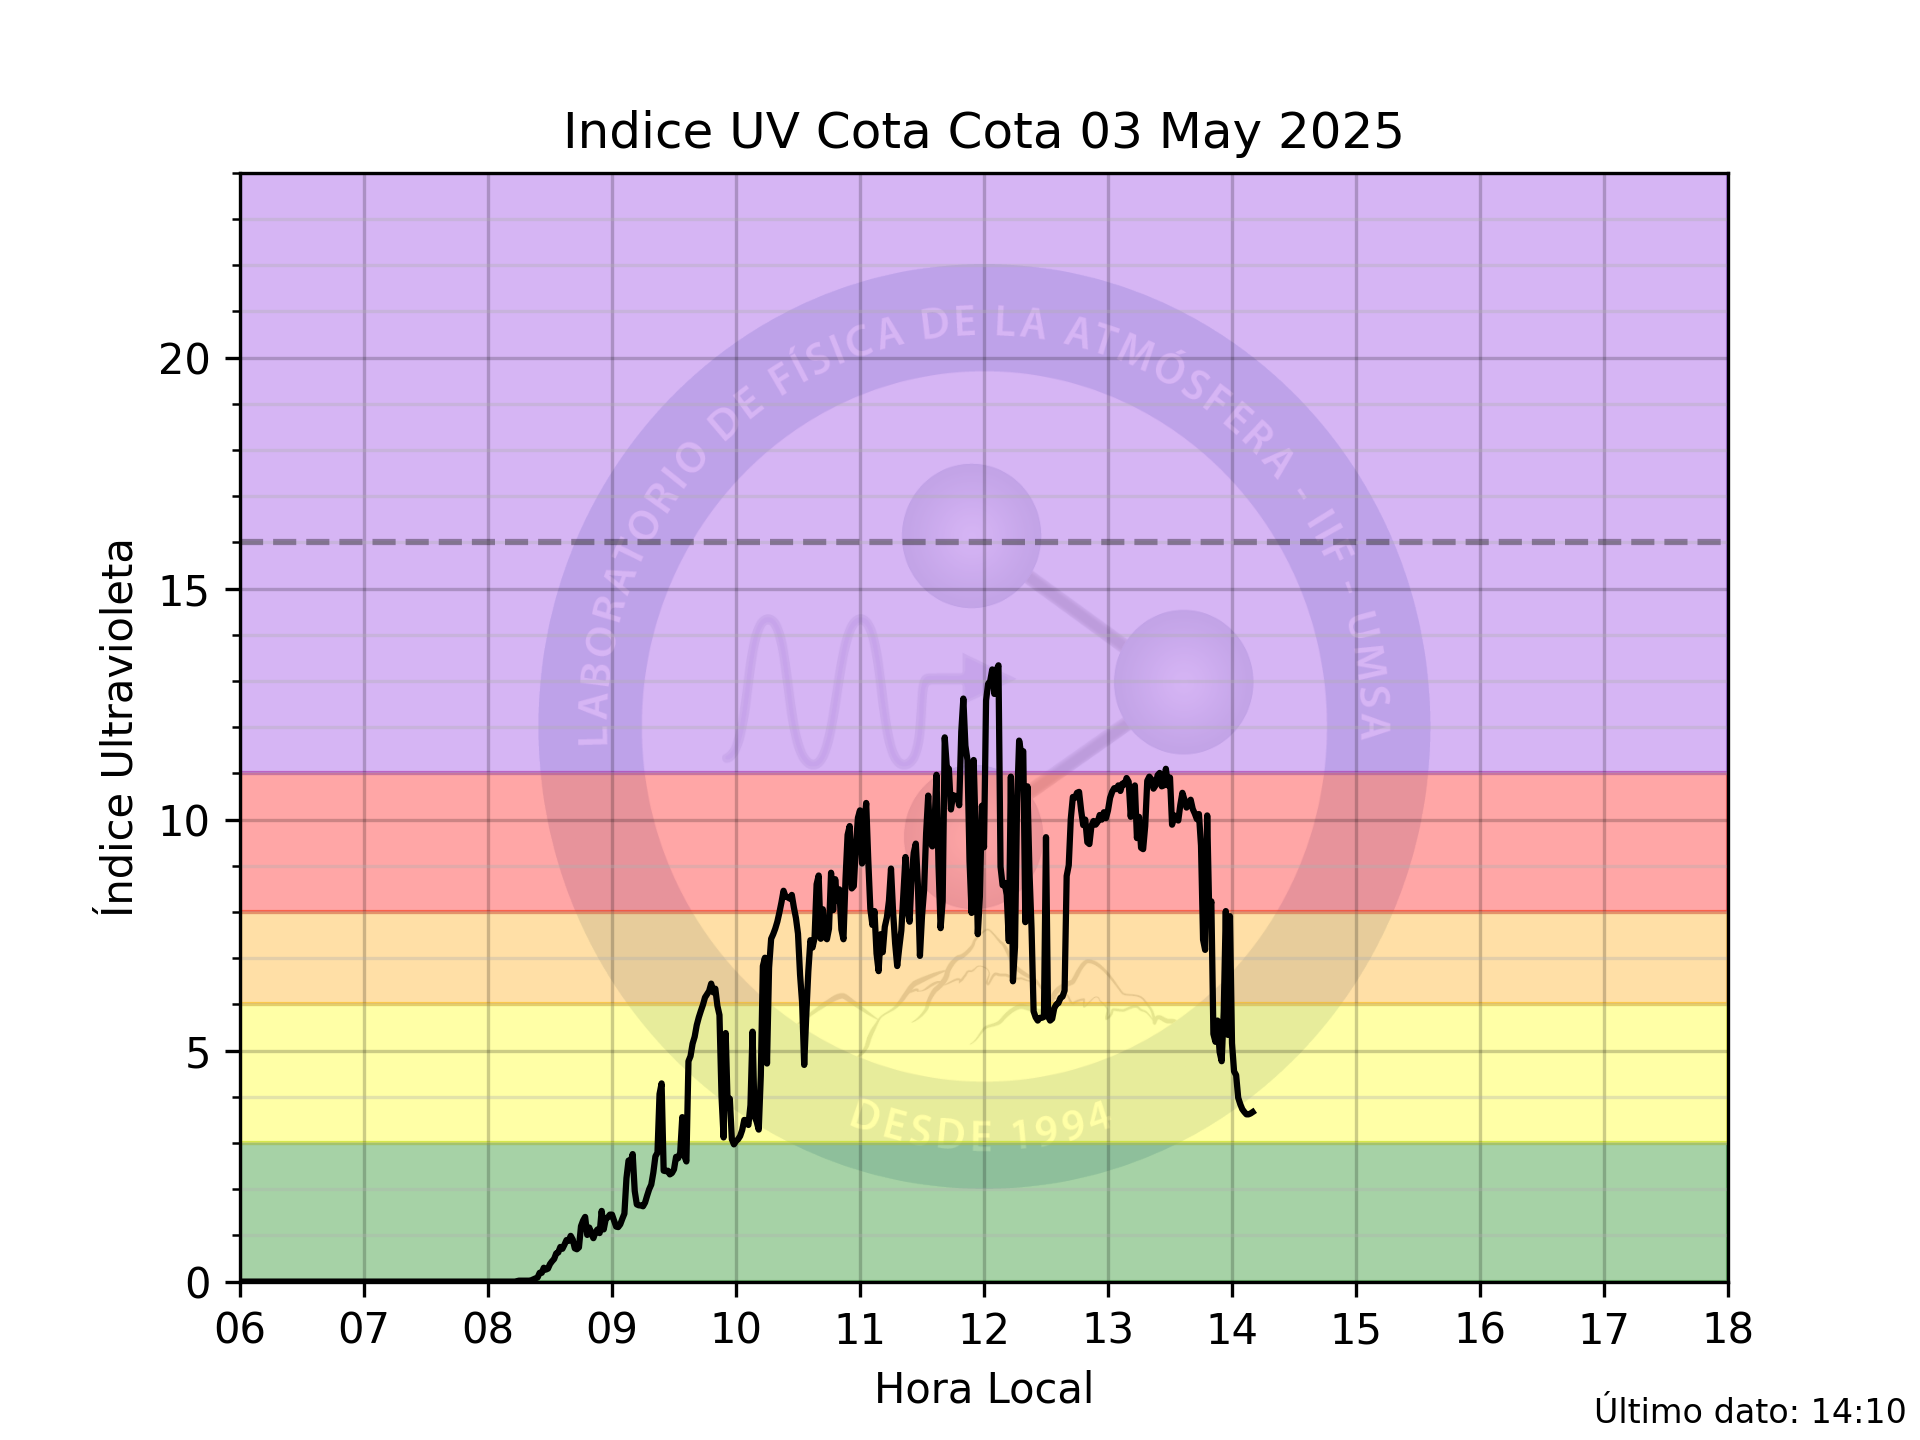 Indice UV Cota Cota 03 May 2025
LABORATORIO DE FÍSICA DE LA ATMÓSFERA - IIF - UMSA
DESDE 1994
Índice Ultravioleta
20
15
10
5
0
06 07 08 09 10 11 12 13 14 15 16 17 18
Hora Local
Último dato: 14:10